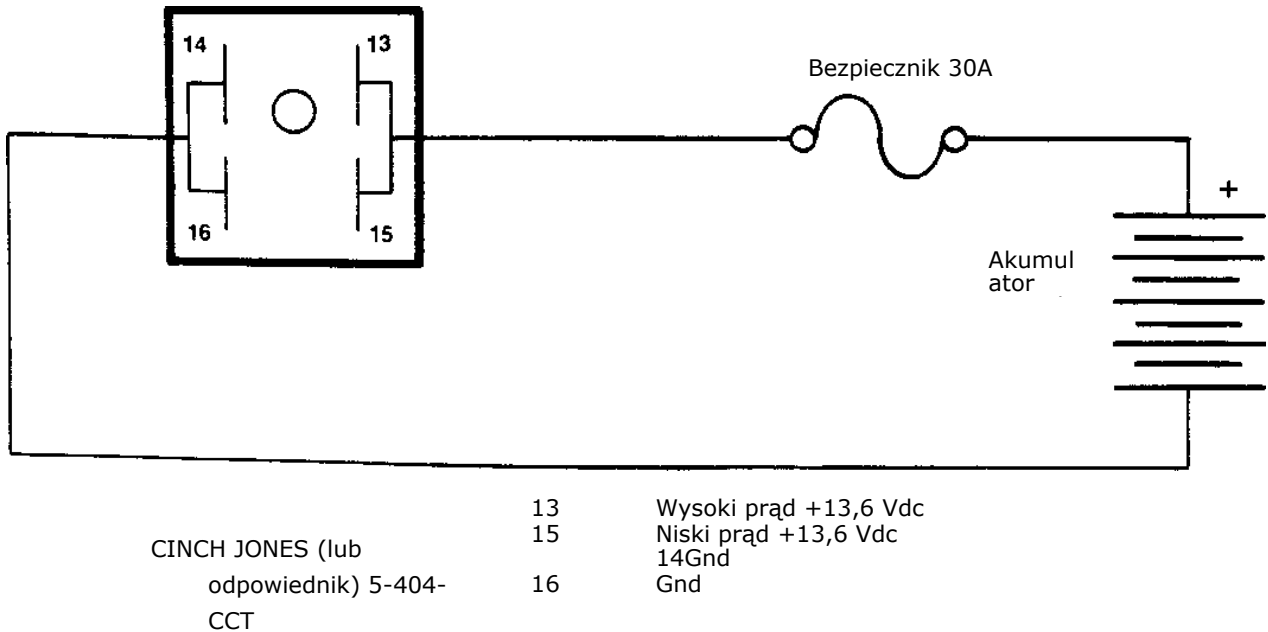 14
13
16
15
Bezpiecznik 30A
+
Akumul
ator
CINCH JONES (lub
odpowiednik) 5-404-
CCT
13 Wysoki prąd +13,6 Vdc
15 Niski prąd +13,6 Vdc
14Gnd
16 Gnd